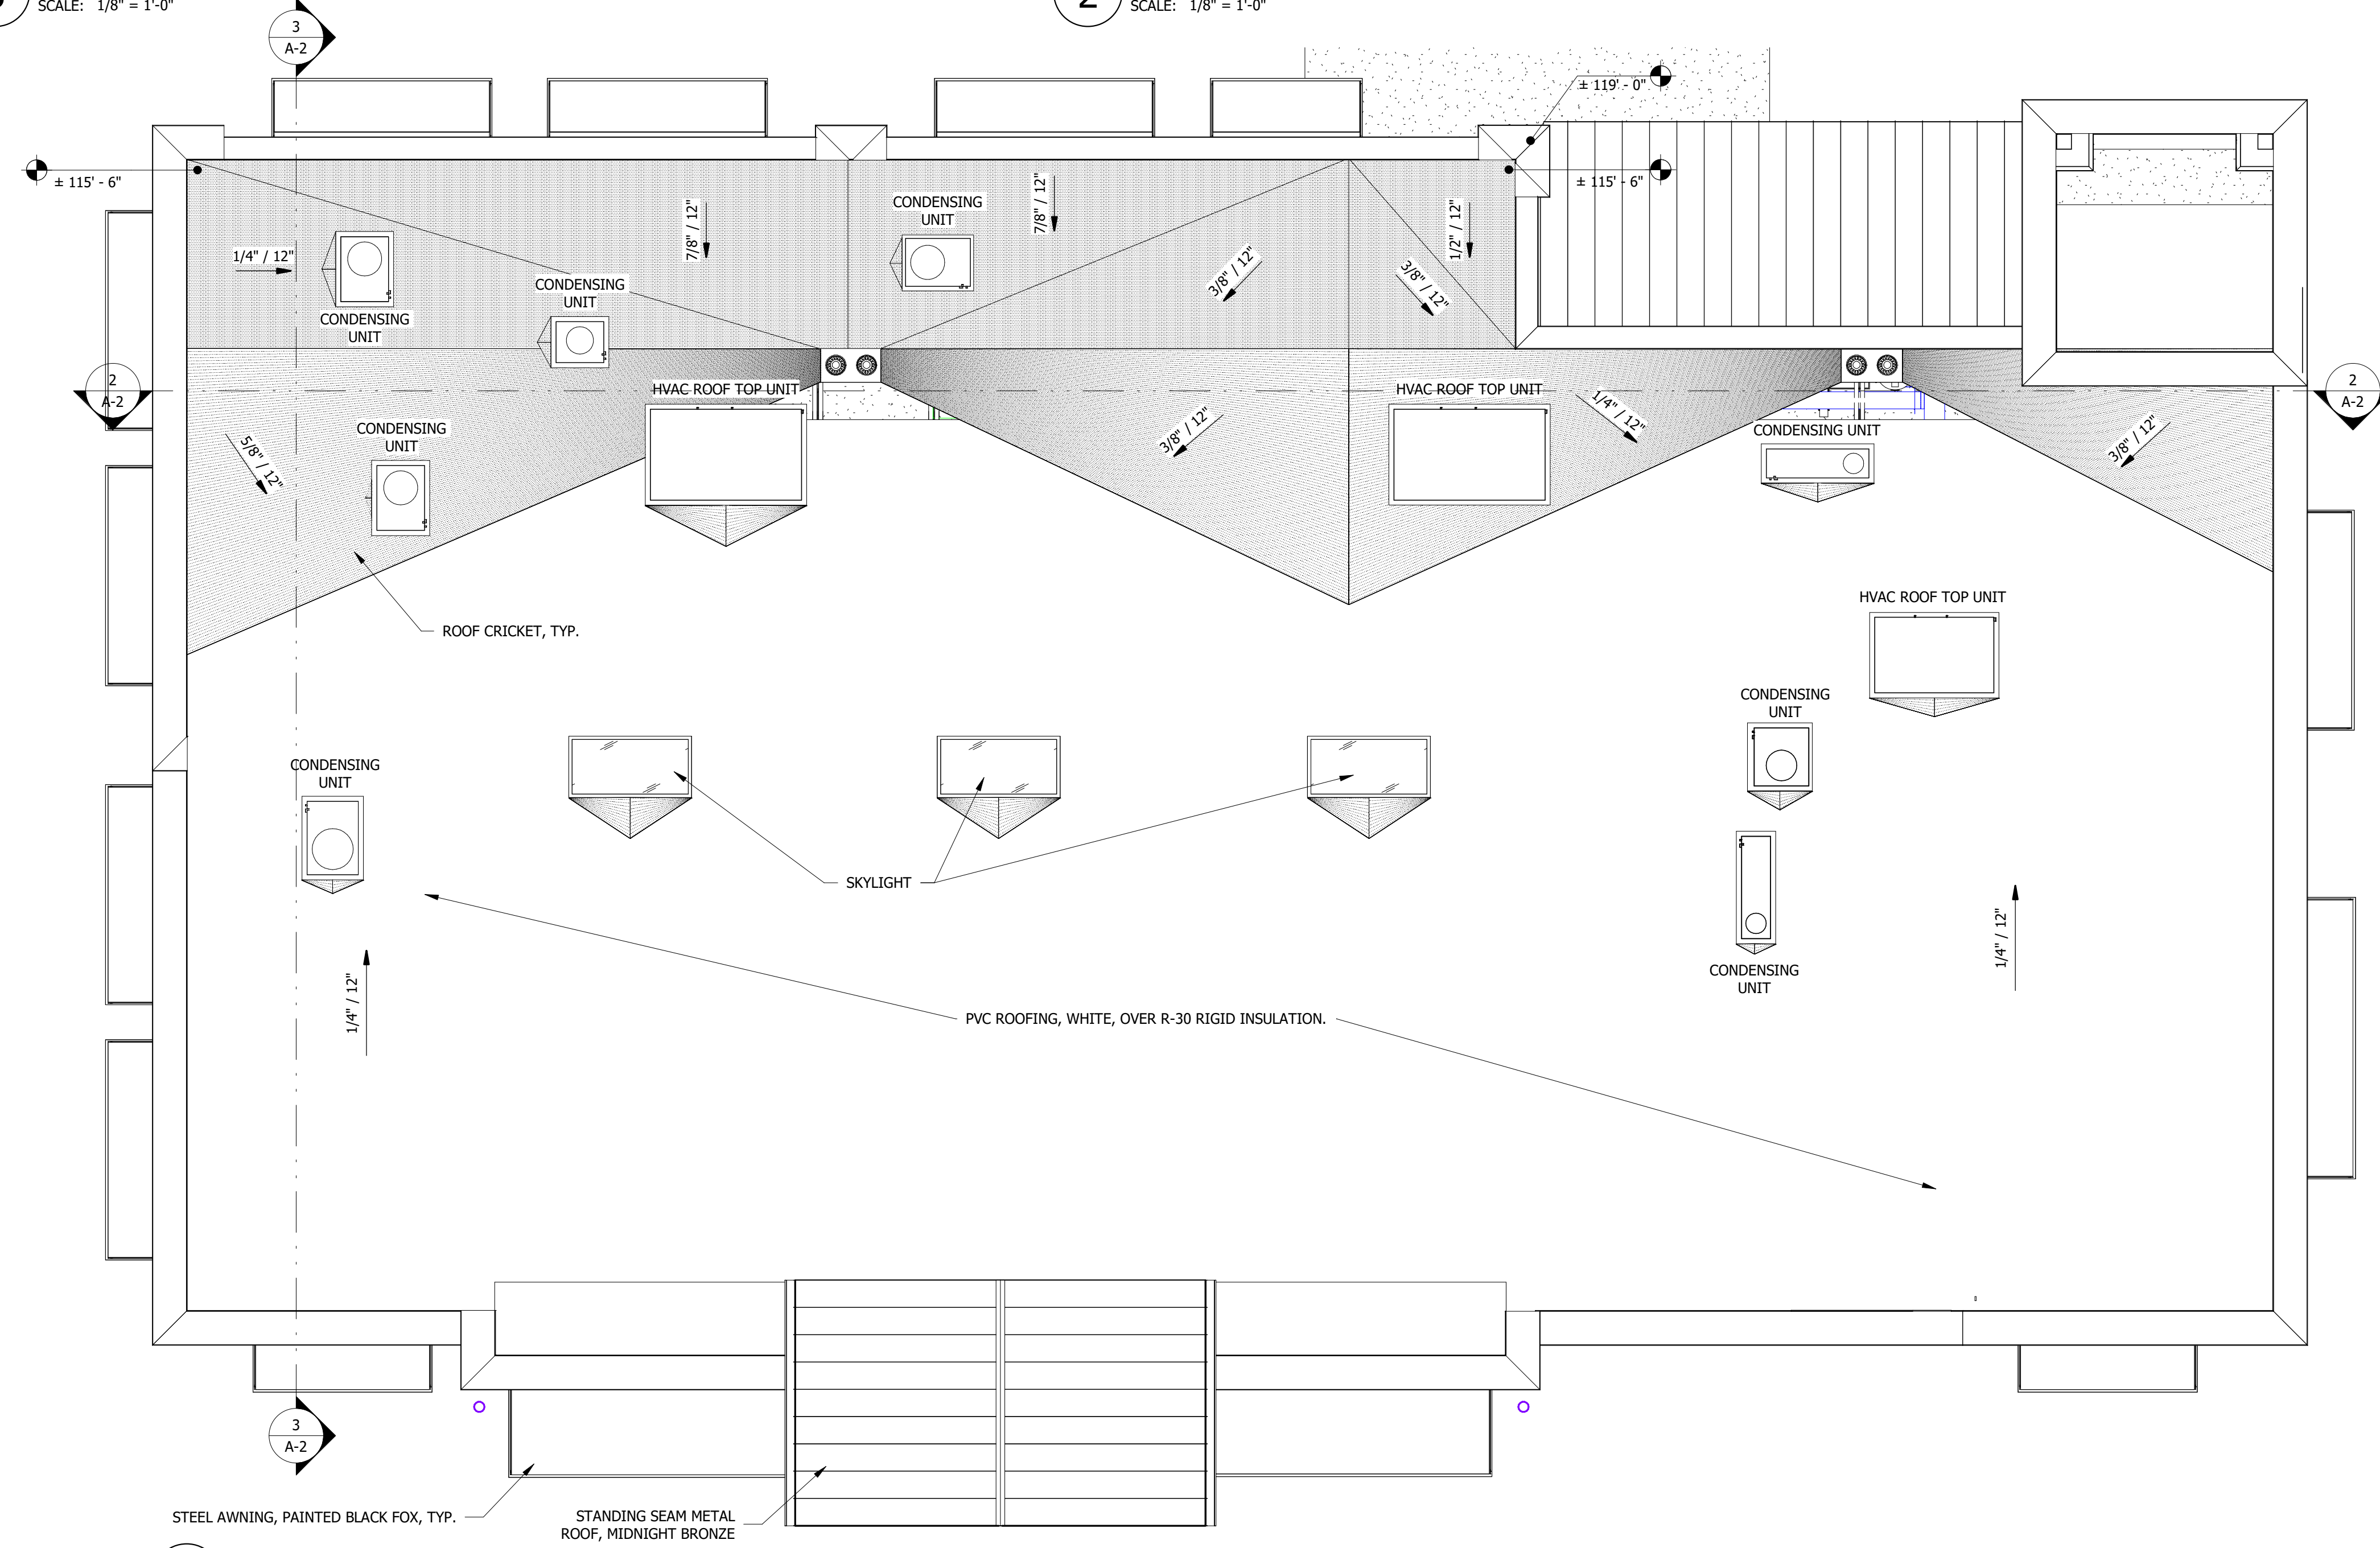 SCALE: 1/8" = 1'-0"
2
SCALE: 1/8" = 1'-0"
3
A-2
± 119' - 0"
± 115' - 6"
± 115' - 6"
7/8" / 12"
CONDENSING
UNIT
7/8" / 12"
1/2" / 12"
1/4" / 12"
CONDENSING
UNIT
CONDENSING
UNIT
3/8" / 12"
3/8" / 12"
2
A-2
HVAC ROOF TOP UNIT
HVAC ROOF TOP UNIT
2
A-2
5/8" / 12"
CONDENSING
UNIT
3/8" / 12"
1/4" / 12"
CONDENSING UNIT
3/8" / 12"
ROOF CRICKET, TYP.
HVAC ROOF TOP UNIT
CONDENSING
UNIT
CONDENSING
UNIT
SKYLIGHT
1/4" / 12"
1/4" / 12"
CONDENSING
UNIT
PVC ROOFING, WHITE, OVER R-30 RIGID INSULATION.
3
A-2
STEEL AWNING, PAINTED BLACK FOX, TYP.
STANDING SEAM METAL
ROOF, MIDNIGHT BRONZE